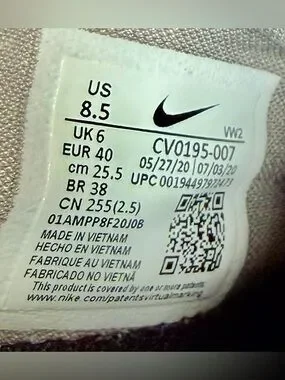 US
8.5
VW2
UK 6 CV0195-007
EUR 40 05/27/20 07/03/20
cm 25.5 UPC
BR 38
CN 255(2.5)
01AMPP8F20J0B
MADE IN VIETNAM
HECHO EN VIETNAM
FABRIQUE AU VIETNAM
FABRICADO NO VIETNÃ
This product is covered by one or more patents
www.nike.com/patentsvirtualmarking